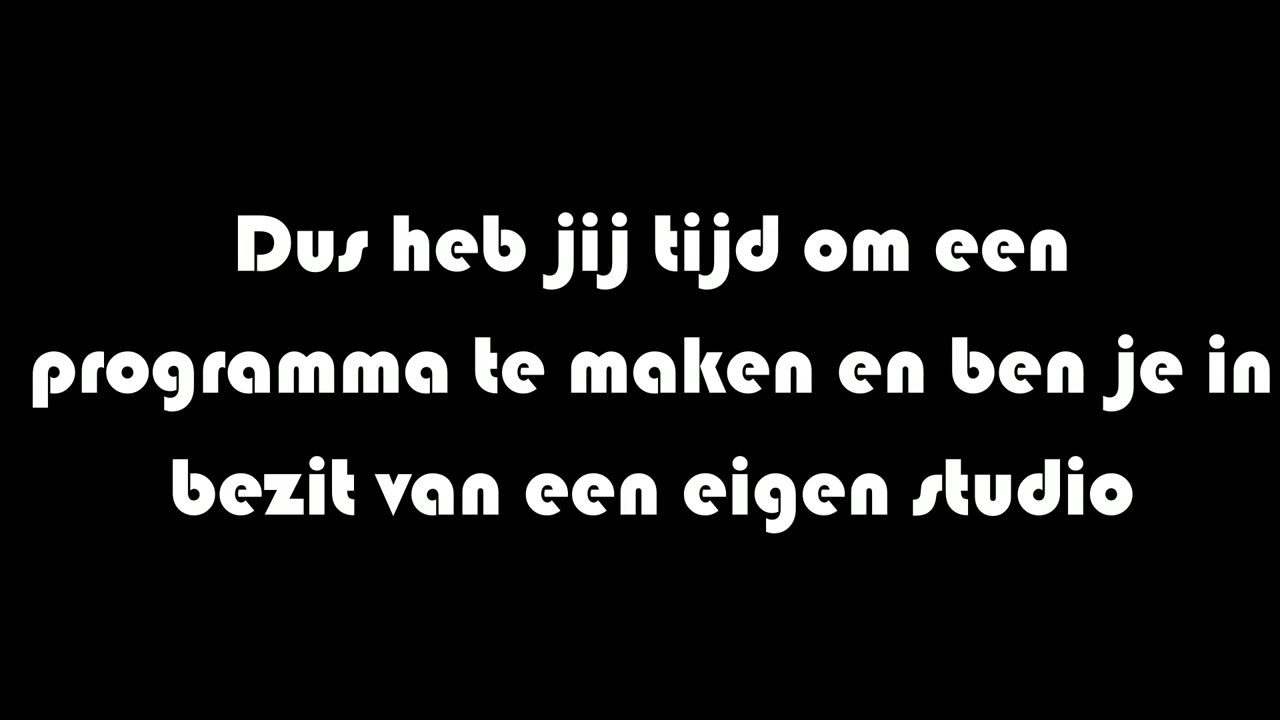 Dus heb jij tijd om een
programma te maken en ben je in
bezit van een eigen studio